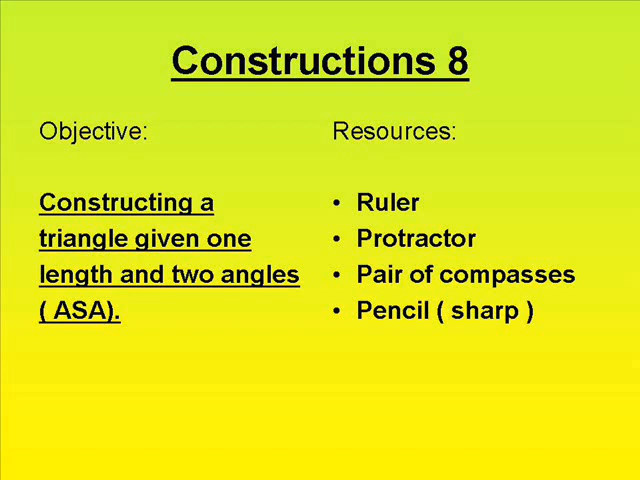 Constructions 8
Objective:
Constructing a
triangle given one
length and two angles
( ASA).
Resources:
• Ruler
• Protractor
• Pair of compasses
• Pencil ( sharp )